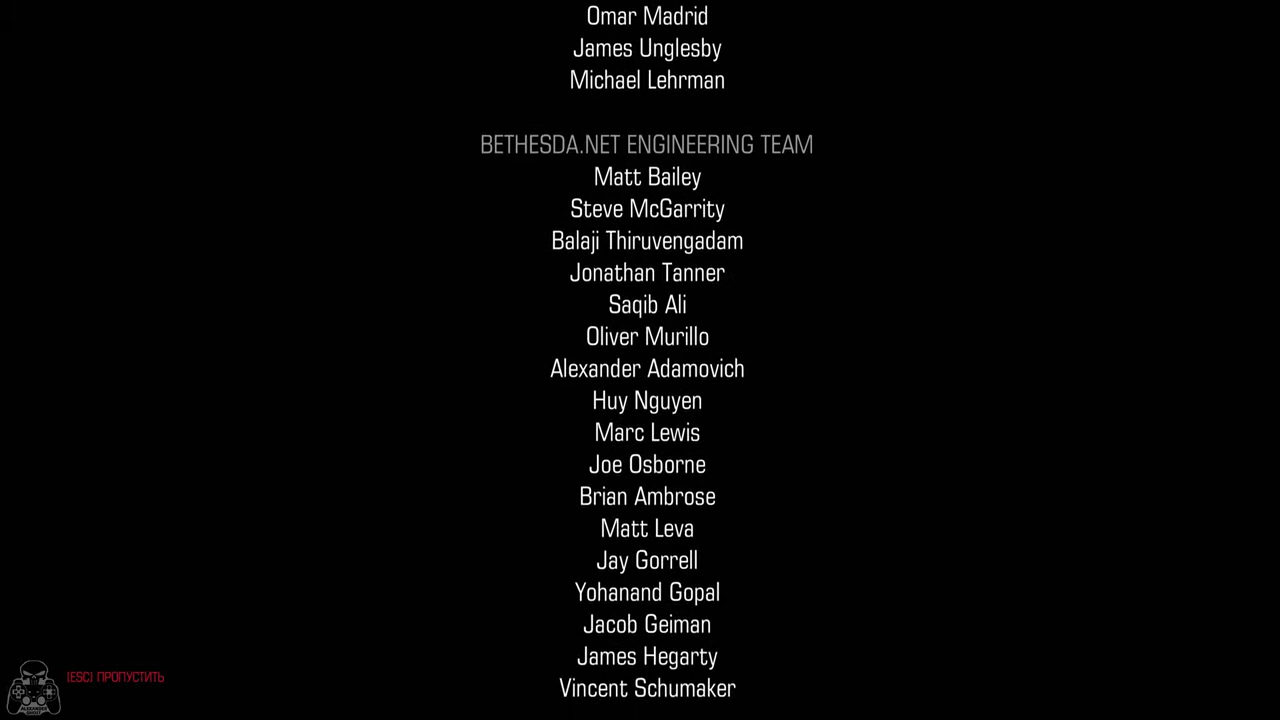 Omar Madrid
James Unglesby
Michael Lehrman
BETHESDA.NET ENGINEERING TEAM
Matt Bailey
Steve McGarrity
Balaji Thiruvengadam
Jonathan Tanner
Saqib Ali
Oliver Murillo
Alexander Adamovich
Huy Nguyen
Marc Lewis
Joe Osborne
Brian Ambrose
Matt Leva
Jay Gorrell
Yohanand Gopal
Jacob Geiman
James Hegarty
Vincent Schumaker
[ESC] ПРОПУСТИТЬ